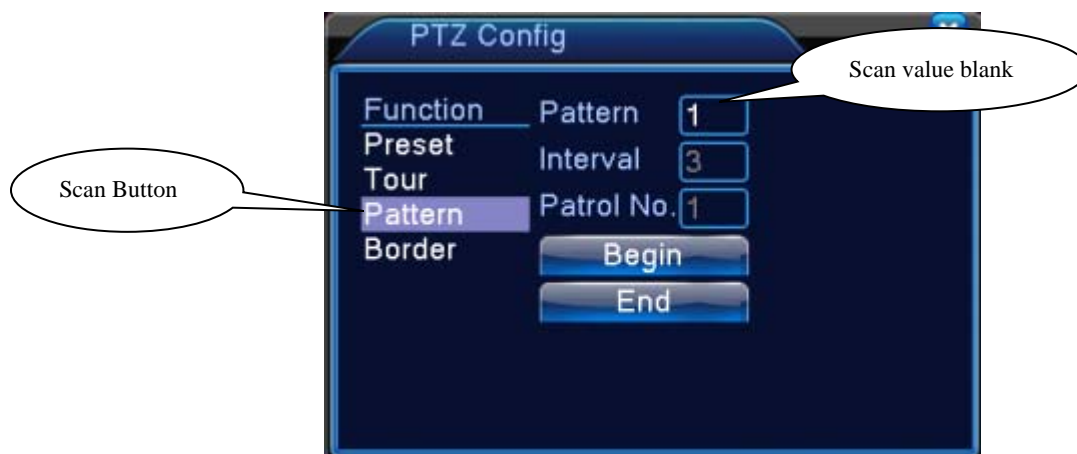 PTZ Config
Scan value blank
Function
Preset
Tour
Pattern
Border
Scan Button
Pattern 1
Interval 3
Patrol No. 1
Begin
End